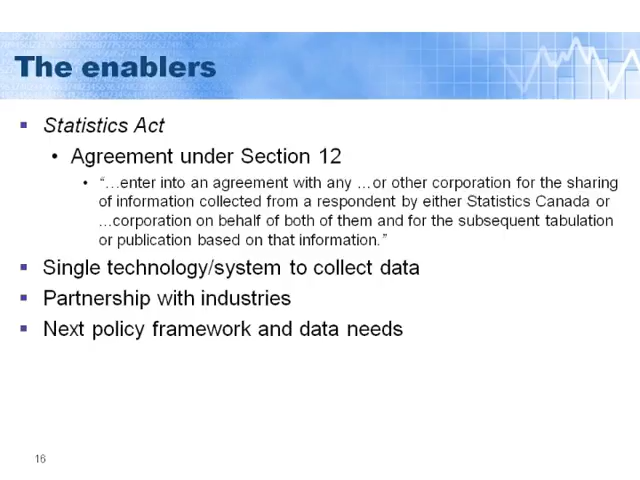 The enablers
▪ Statistics Act
• Agreement under Section 12
• “…enter into an agreement with any …or other corporation for the sharing
of information collected from a respondent by either Statistics Canada or
…corporation on behalf of both of them and for the subsequent tabulation
or publication based on that information.”
▪ Single technology/system to collect data
▪ Partnership with industries
▪ Next policy framework and data needs
16